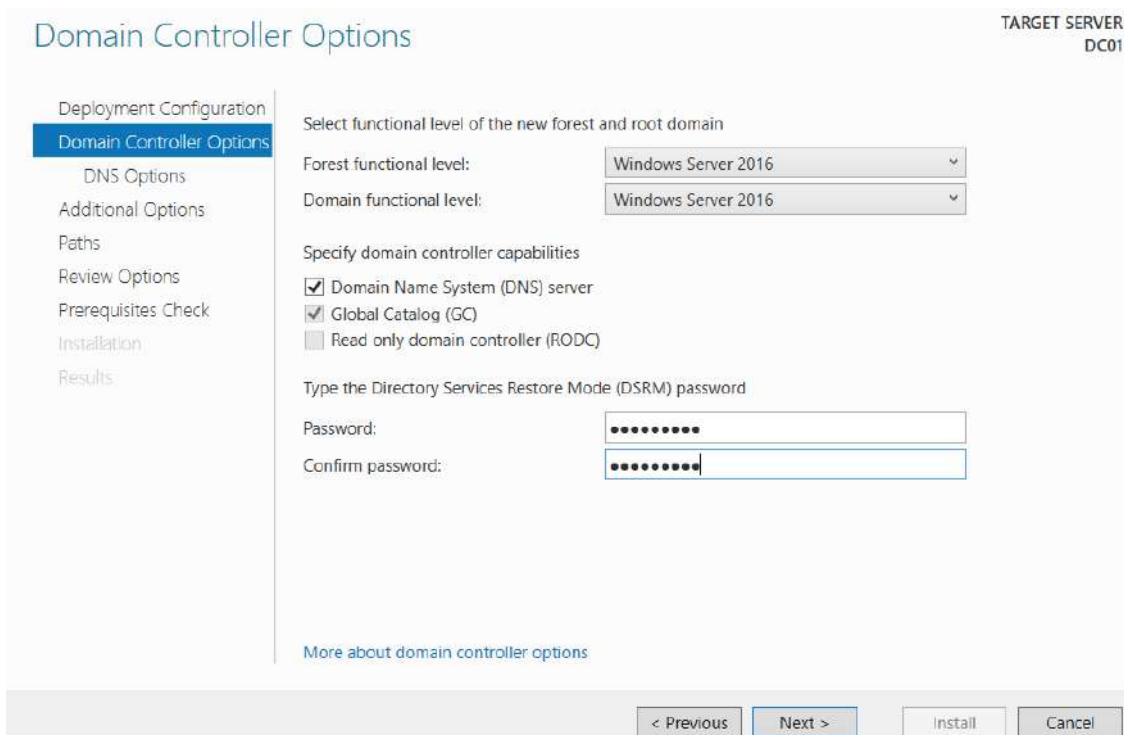 Domain Controller Options
TARGET SERVER
DC01
Deployment Configuration
Domain Controller Options
DNS Options
Additional Options
Paths
Review Options
Prerequisites Check
Installation
Results
Select functional level of the new forest and root domain
Forest functional level: Windows Server 2016
Domain functional level: Windows Server 2016
Specify domain controller capabilities
Domain Name System (DNS) server
Global Catalog (GC)
Read only domain controller (RODC)
Type the Directory Services Restore Mode (DSRM) password
Password: •••••••••
Confirm password: •••••••••
More about domain controller options
< Previous Next > Install Cancel